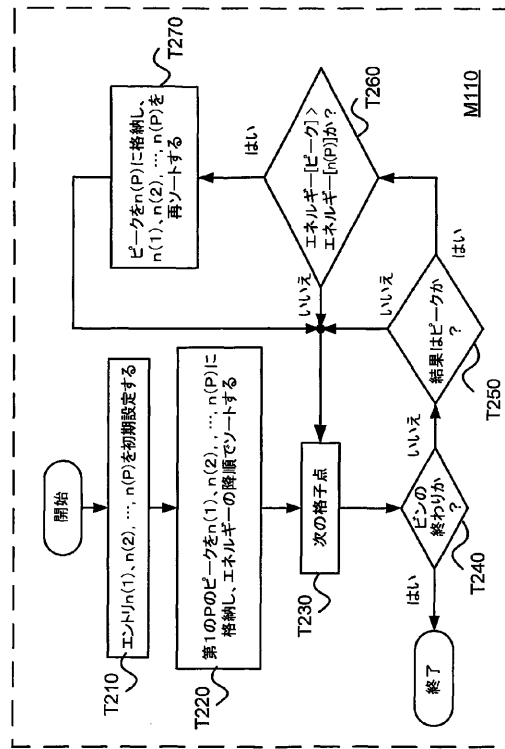 開始
エントリn(1)、n(2)、…、n(P)を初期設定する
T210
第1のPのピークをn(1)、n(2)、,…,n(P)に
格納し、エネルギーの降順でソートする
T220
次の格子点
T230
ビンの
終わりか
?
T240
はい
終了
いいえ
結果はピークか
?
T250
いいえ
はい
エネルギー[ピーク]>
エネルギー[n(P)]か?
T260
いいえ
はい
ピークをn(P)に格納し、
n(1)、n(2)、…、n(P)を
再ソートする
T270
M110